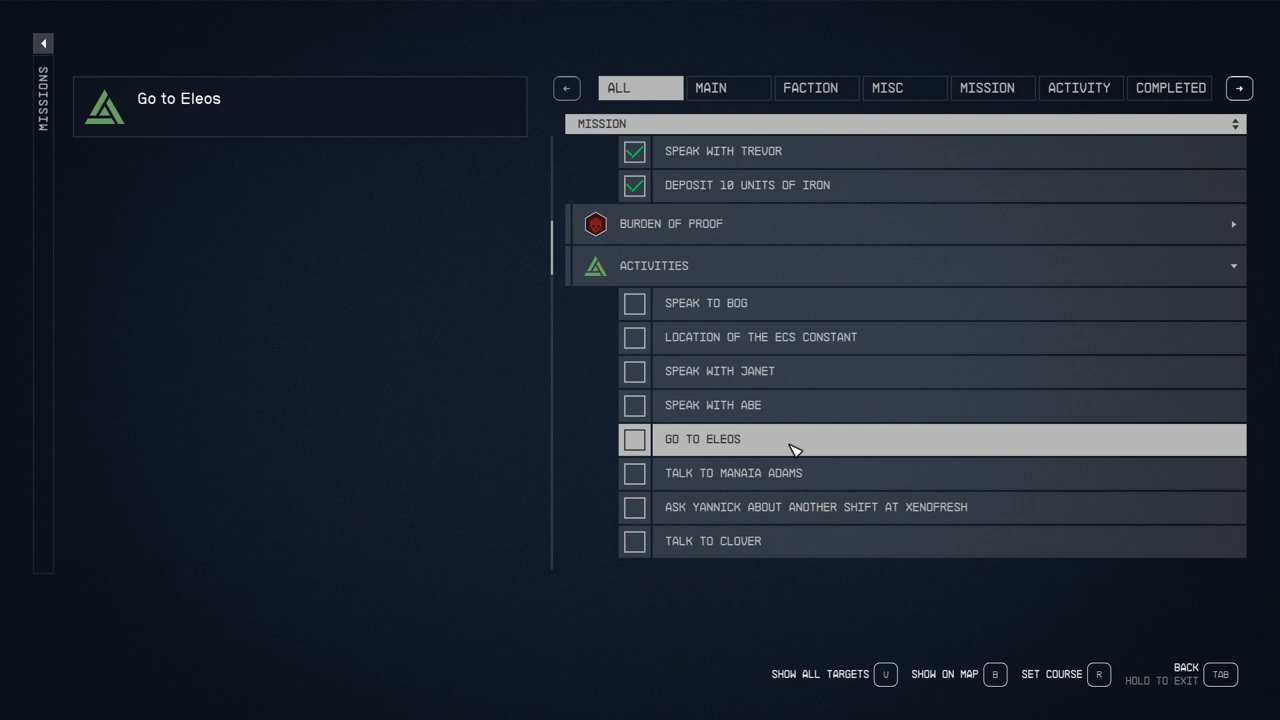 MISSIONS
Go to Eleos
ALL MAIN FACTION MISC MISSION ACTIVITY COMPLETED
MISSION
SPEAK WITH TREVOR
DEPOSIT 10 UNITS OF IRON
BURDEN OF PROOF
ACTIVITIES
SPEAK TO BOG
LOCATION OF THE ECS CONSTANT
SPEAK WITH JANET
SPEAK WITH ABE
GO TO ELEOS
TALK TO MANAIA ADAMS
ASK YANNICK ABOUT ANOTHER SHIFT AT XENOFRESH
TALK TO CLOVER
SHOW ALL TARGETS V SHOW ON MAP B SET COURSE R BACK TAB
HOLD TO EXIT